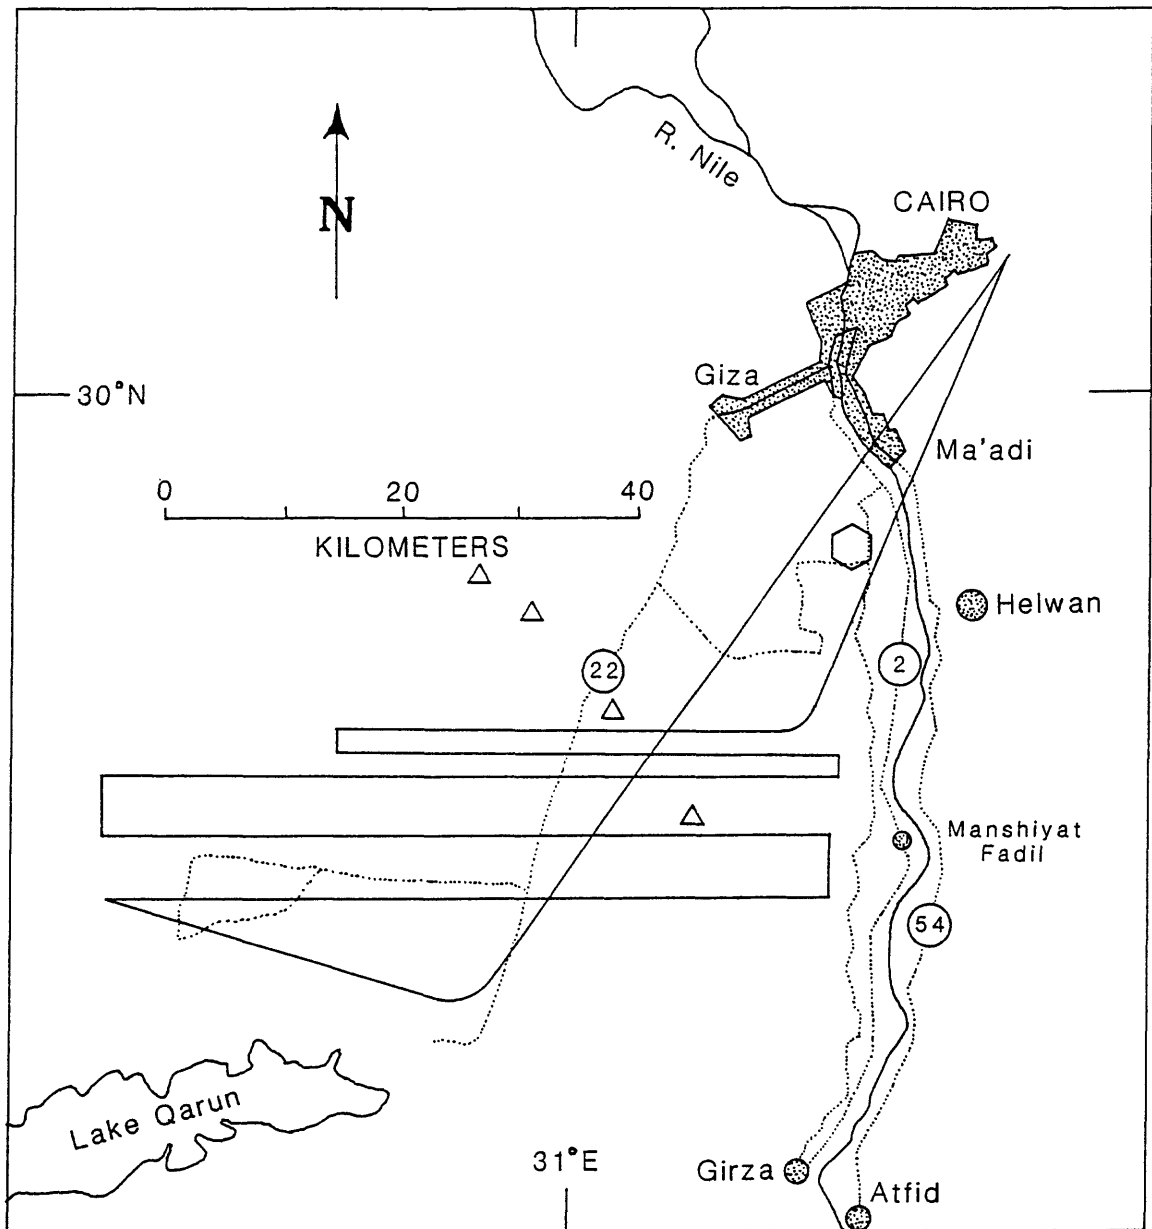 R. Nile
N
CAIRO
Giza
30°N
Ma'adi
0 20 40
KILOMETERS
Helwan
22
2
Manshiyat
Fadil
54
Lake Qarun
31°E
Girza
Atfid